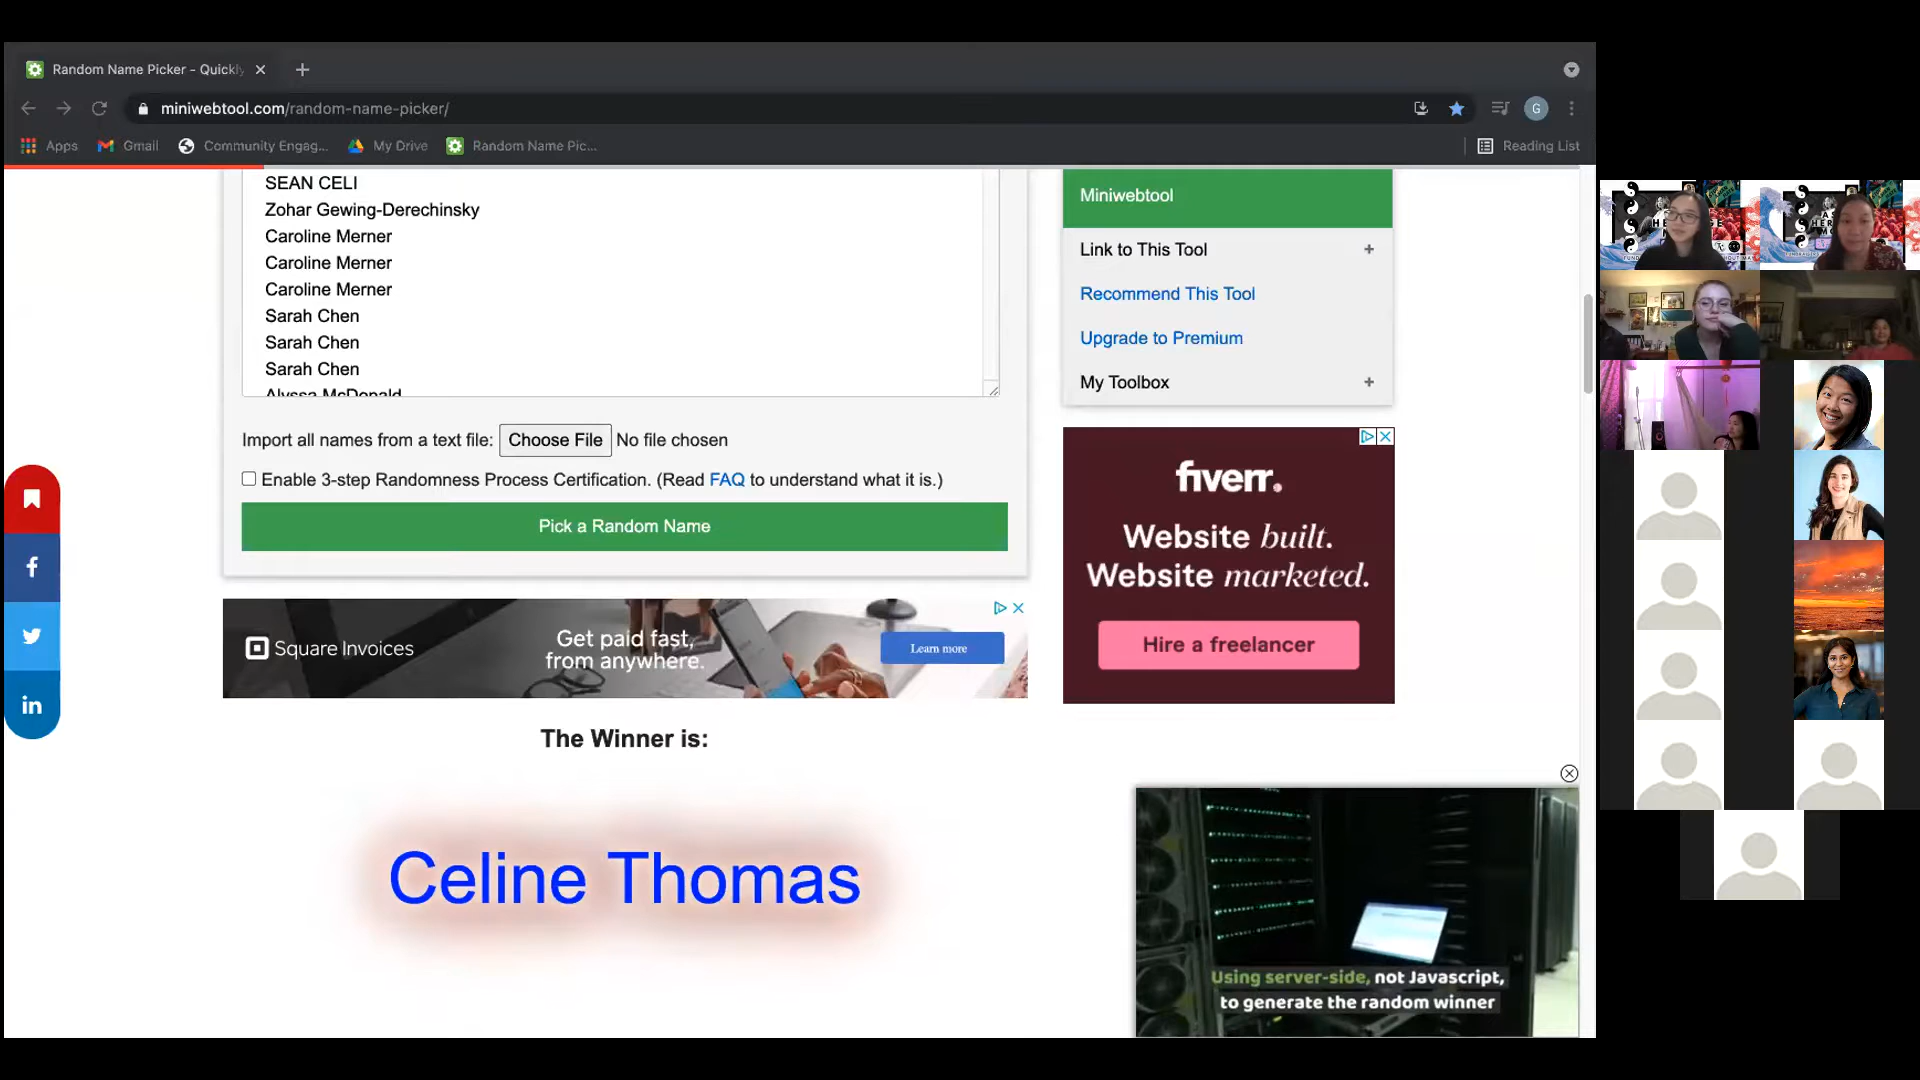 Random Name Picker - Quickly
miniwebtool.com/random-name-picker/
G
Apps
Gmail
Community Engag...
My Drive
Random Name Pic...
Reading List
SEAN CELI
Zohar Gewing-Derechinsky
Caroline Merner
Caroline Merner
Caroline Merner
Sarah Chen
Sarah Chen
Sarah Chen
Alyssa McDonald
Import all names from a text file: Choose File No file chosen
Enable 3-step Randomness Process Certification. (Read FAQ to understand what it is.)
Pick a Random Name
Square Invoices
Get paid fast,
from anywhere.
Learn more
The Winner is:
Celine Thomas
Miniwebtool
Link to This Tool +
Recommend This Tool
Upgrade to Premium
My Toolbox +
fiverr.
Website built.
Website marketed.
Hire a freelancer
Using server-side, not Javascript,
to generate the random winner